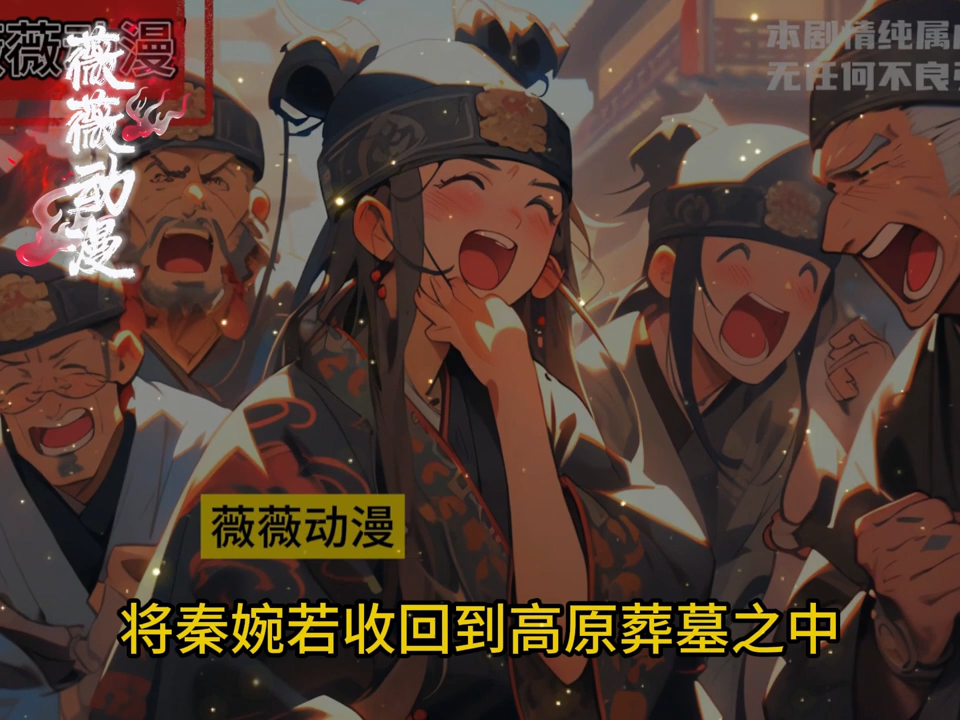 薇薇动漫
薇薇动漫
本剧情纯属
无任何不良
薇薇动漫
将秦婉若收回到高原葬墓之中